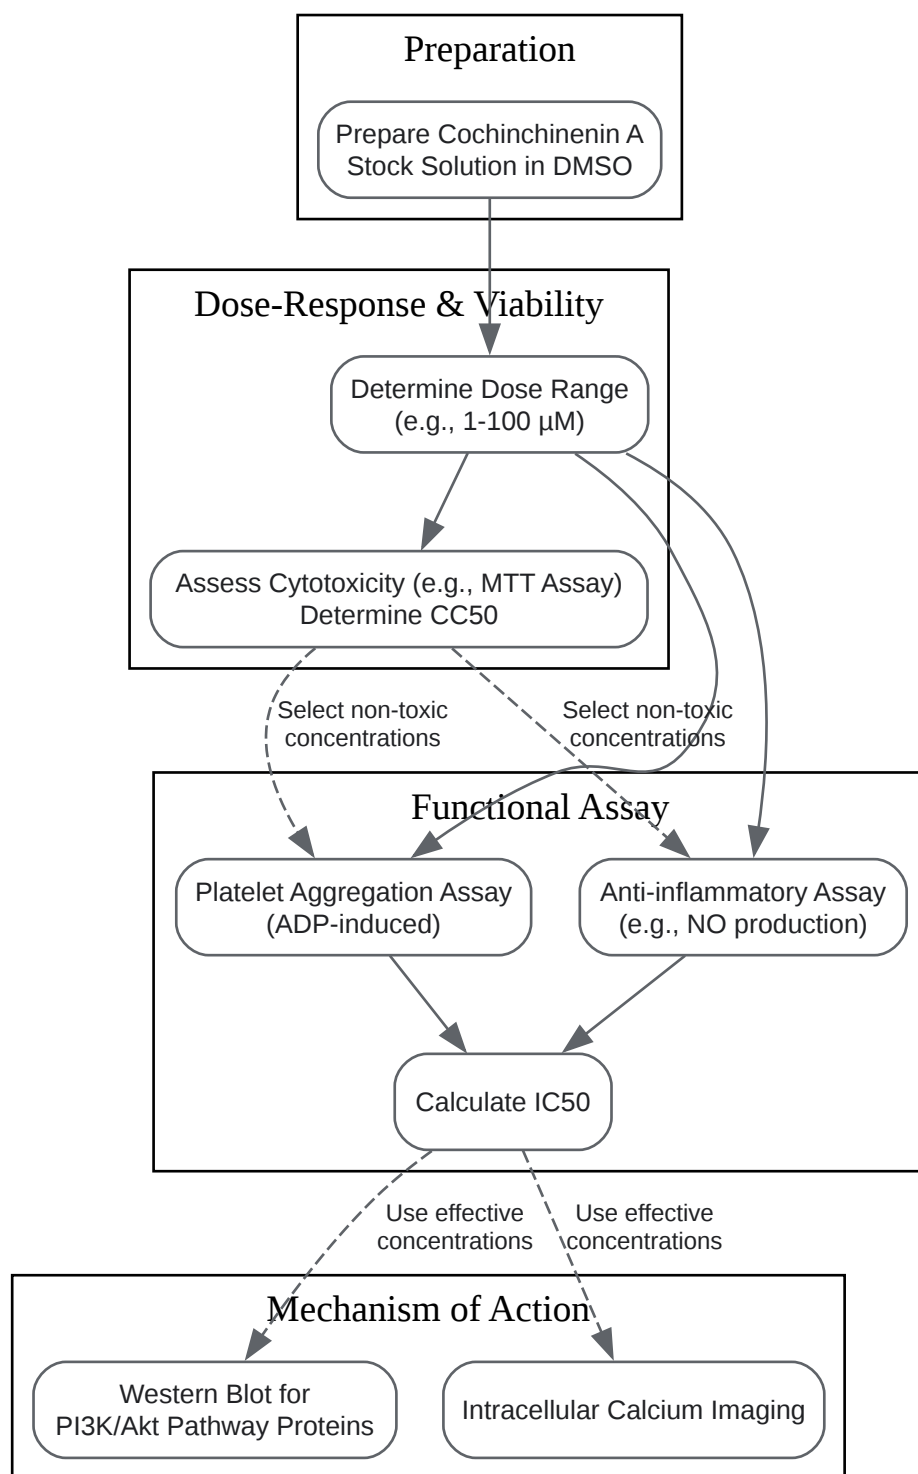 Preparation
Prepare Cochinchinenin A
Stock Solution in DMSO
Dose-Response & Viability
Determine Dose Range
(e.g., 1-100 µM)
Assess Cytotoxicity (e.g., MTT Assay)
Determine CC50
Select non-toxic
concentrations
Select non-toxic
concentrations
Functional Assay
Platelet Aggregation Assay
(ADP-induced)
Anti-inflammatory Assay
(e.g., NO production)
Calculate IC50
Use effective
concentrations
Use effective
concentrations
Mechanism of Action
Western Blot for
PI3K/Akt Pathway Proteins
Intracellular Calcium Imaging